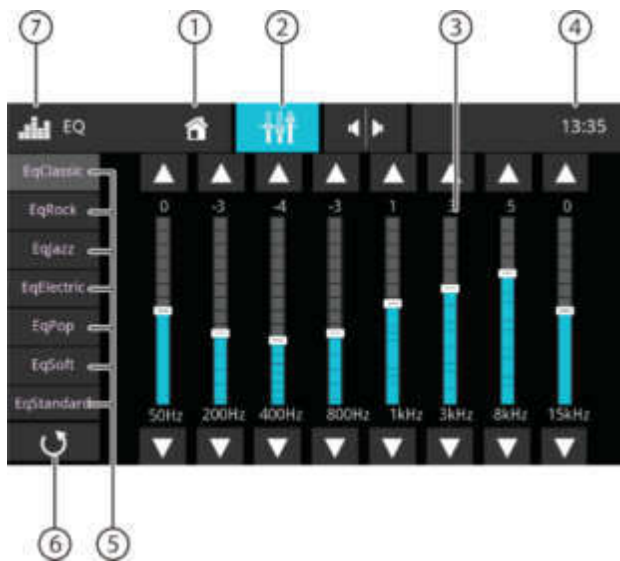 7 1 2 3 4
EQ 13:35
EqClassic
0 -3 -4 -3 1 3 5 0
EqRock
EqJazz
EqElectric
EqPop
EqSoft
EqStandard
50Hz 200Hz 400Hz 800Hz 1kHz 3kHz 8kHz 15kHz
6 5